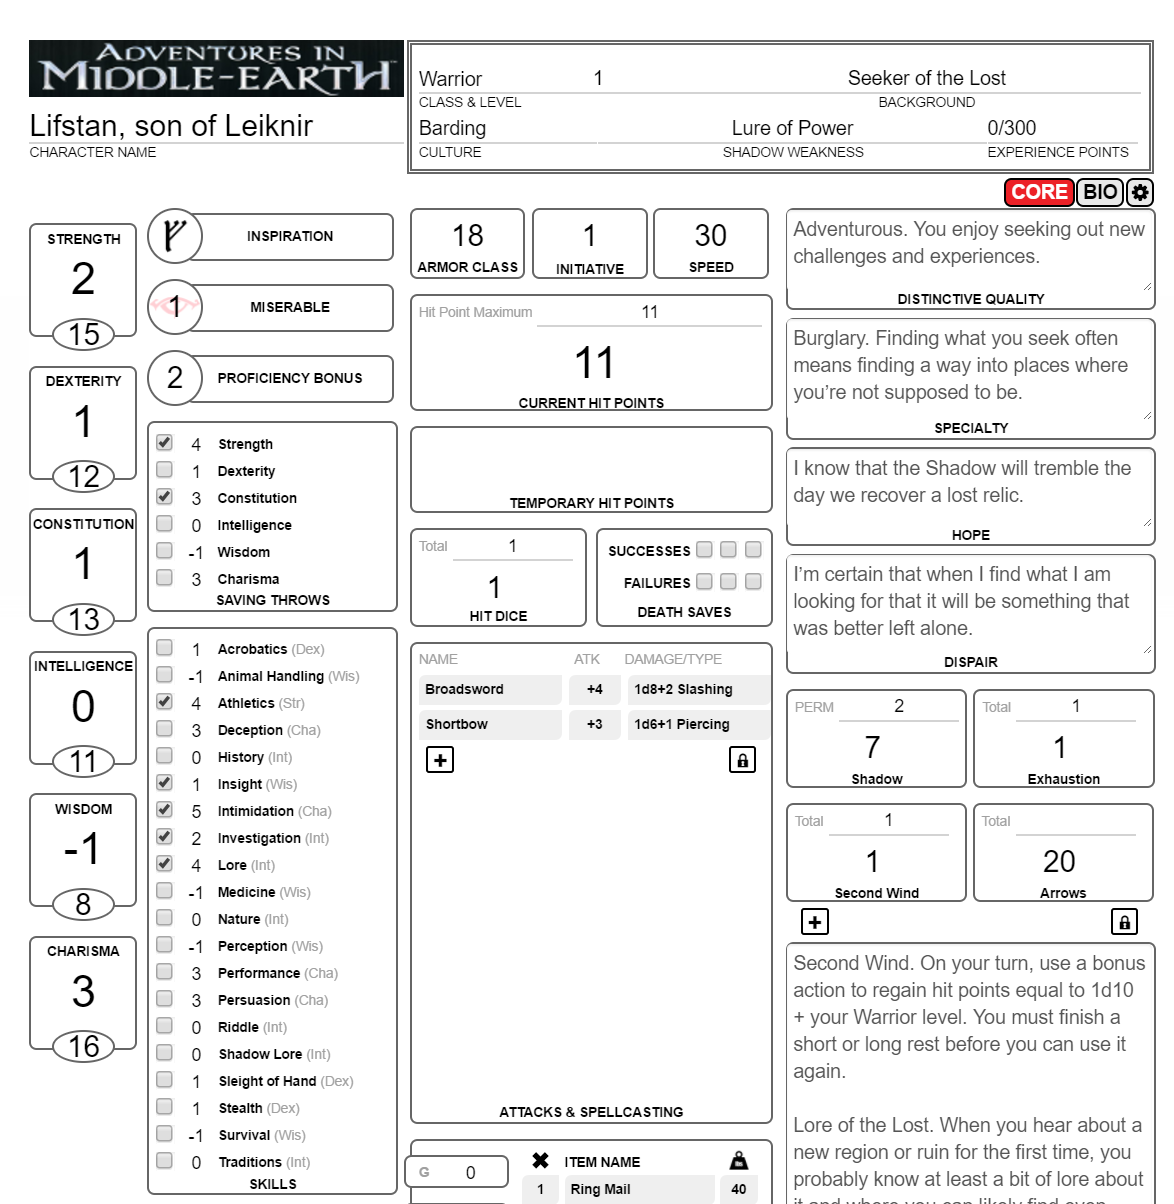 ADVENTURES IN
MIDDLE-EARTH
Lifstan, son of Leiknir
CHARACTER NAME
Warrior 1 Seeker of the Lost
CLASS & LEVEL BACKGROUND
Barding Lure of Power 0/300
CULTURE SHADOW WEAKNESS EXPERIENCE POINTS
CORE BIO
STRENGTH
2
15
DEXTERITY
1
12
CONSTITUTION
1
13
INTELLIGENCE
0
11
WISDOM
-1
8
CHARISMA
3
16
INSPIRATION
1 MISERABLE
2 PROFICIENCY BONUS
4 Strength
1 Dexterity
3 Constitution
0 Intelligence
-1 Wisdom
3 Charisma
SAVING THROWS
1 Acrobatics (Dex)
-1 Animal Handling (Wis)
4 Athletics (Str)
3 Deception (Cha)
0 History (Int)
1 Insight (Wis)
5 Intimidation (Cha)
2 Investigation (Int)
4 Lore (Int)
-1 Medicine (Wis)
0 Nature (Int)
-1 Perception (Wis)
3 Performance (Cha)
3 Persuasion (Cha)
0 Riddle (Int)
0 Shadow Lore (Int)
1 Sleight of Hand (Dex)
1 Stealth (Dex)
-1 Survival (Wis)
0 Traditions (Int)
SKILLS
18 1 30
ARMOR CLASS INITIATIVE SPEED
Hit Point Maximum 11
11
CURRENT HIT POINTS
TEMPORARY HIT POINTS
Total 1
1
HIT DICE
SUCCESSES
FAILURES
DEATH SAVES
NAME ATK DAMAGE/TYPE
Broadsword +4 1d8+2 Slashing
Shortbow +3 1d6+1 Piercing
+
ATTACKS & SPELLCASTING
G 0
ITEM NAME
1 Ring Mail 40
Adventurous. You enjoy seeking out new
challenges and experiences.
DISTINCTIVE QUALITY
Burglary. Finding what you seek often
means finding a way into places where
you’re not supposed to be.
SPECIALTY
I know that the Shadow will tremble the
day we recover a lost relic.
HOPE
I’m certain that when I find what I am
looking for that it will be something that
was better left alone.
DISPAIR
PERM 2
7
Shadow
Total 1
1
Exhaustion
Total 1
1
Second Wind
Total
20
Arrows
+
Second Wind. On your turn, use a bonus
action to regain hit points equal to 1d10
+ your Warrior level. You must finish a
short or long rest before you can use it
again.
Lore of the Lost. When you hear about a
new region or ruin for the first time, you
probably know at least a bit of lore about
it and where you can likely find even